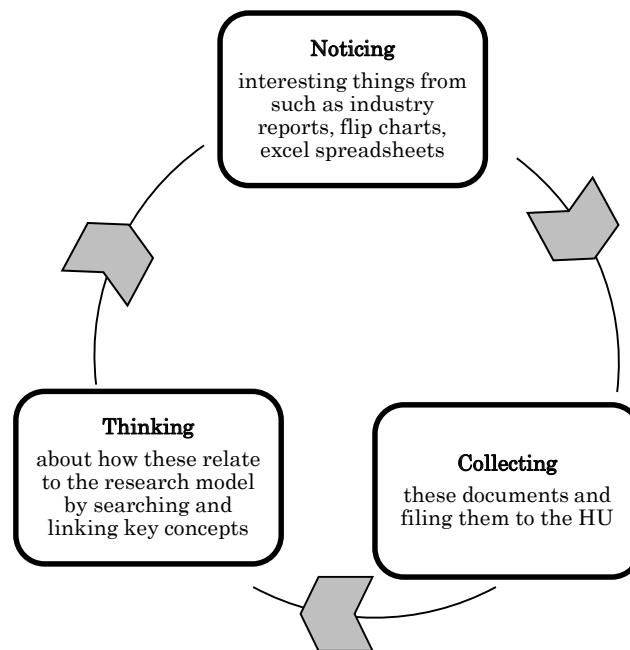 Noticing
interesting things from
such as industry
reports, flip charts,
excel spreadsheets
Thinking
about how these relate
to the research model
by searching and
linking key concepts
Collecting
these documents and
filing them to the HU